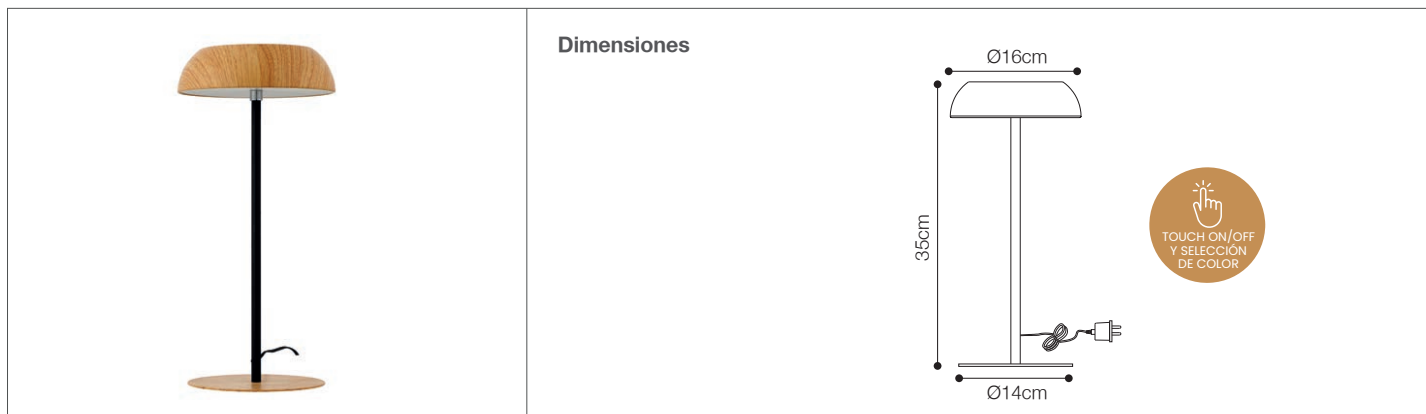 Dimensiones
Ø16cm
35cm
TOUCH ON/OFF
Y SELECCIÓN
DE COLOR
Ø14cm